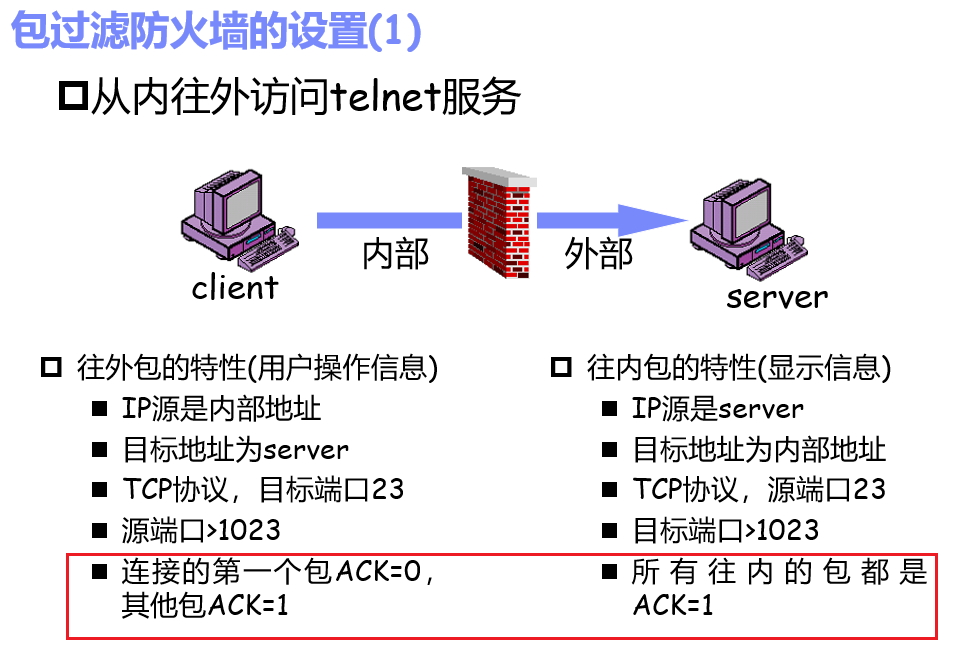 包过滤防火墙的设置(1)
从内往外访问telnet服务
内部
外部
client
server
往外包的特性(用户操作信息)
IP源是内部地址
目标地址为server
TCP协议，目标端口23
源端口>1023
连接的第一个包ACK=0，
其他包ACK=1
往内包的特性(显示信息)
IP源是server
目标地址为内部地址
TCP协议，源端口23
目标端口>1023
所有往内的包都是
ACK=1